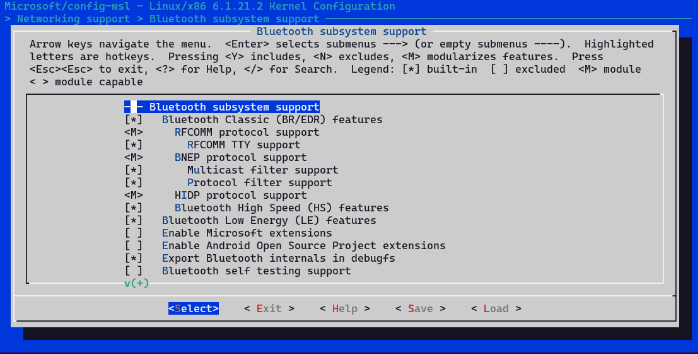 Microsoft/config-wsl - Linux/x86 6.1.21.2 Kernel Configuration
> Networking support > Bluetooth subsystem support
Bluetooth subsystem support
Arrow keys navigate the menu. <Enter> selects submenus ---> (or empty submenus ----). Highlighted
letters are hotkeys. Pressing <Y> includes, <N> excludes, <M> modularizes features. Press
<Esc><Esc> to exit, <?> for Help, </> for Search. Legend: [*] built-in [ ] excluded <M> module
< > module capable
- - Bluetooth subsystem support
[*] Bluetooth Classic (BR/EDR) features
<M> RFCOMM protocol support
[*] RFCOMM TTY support
<M> BNEP protocol support
[*] Multicast filter support
[*] Protocol filter support
<M> HIDP protocol support
[*] Bluetooth High Speed (HS) features
[*] Bluetooth Low Energy (LE) features
[ ] Enable Microsoft extensions
[ ] Enable Android Open Source Project extensions
[*] Export Bluetooth internals in debugfs
[ ] Bluetooth self testing support
v(+)
<Select> < Exit > < Help > < Save > < Load >